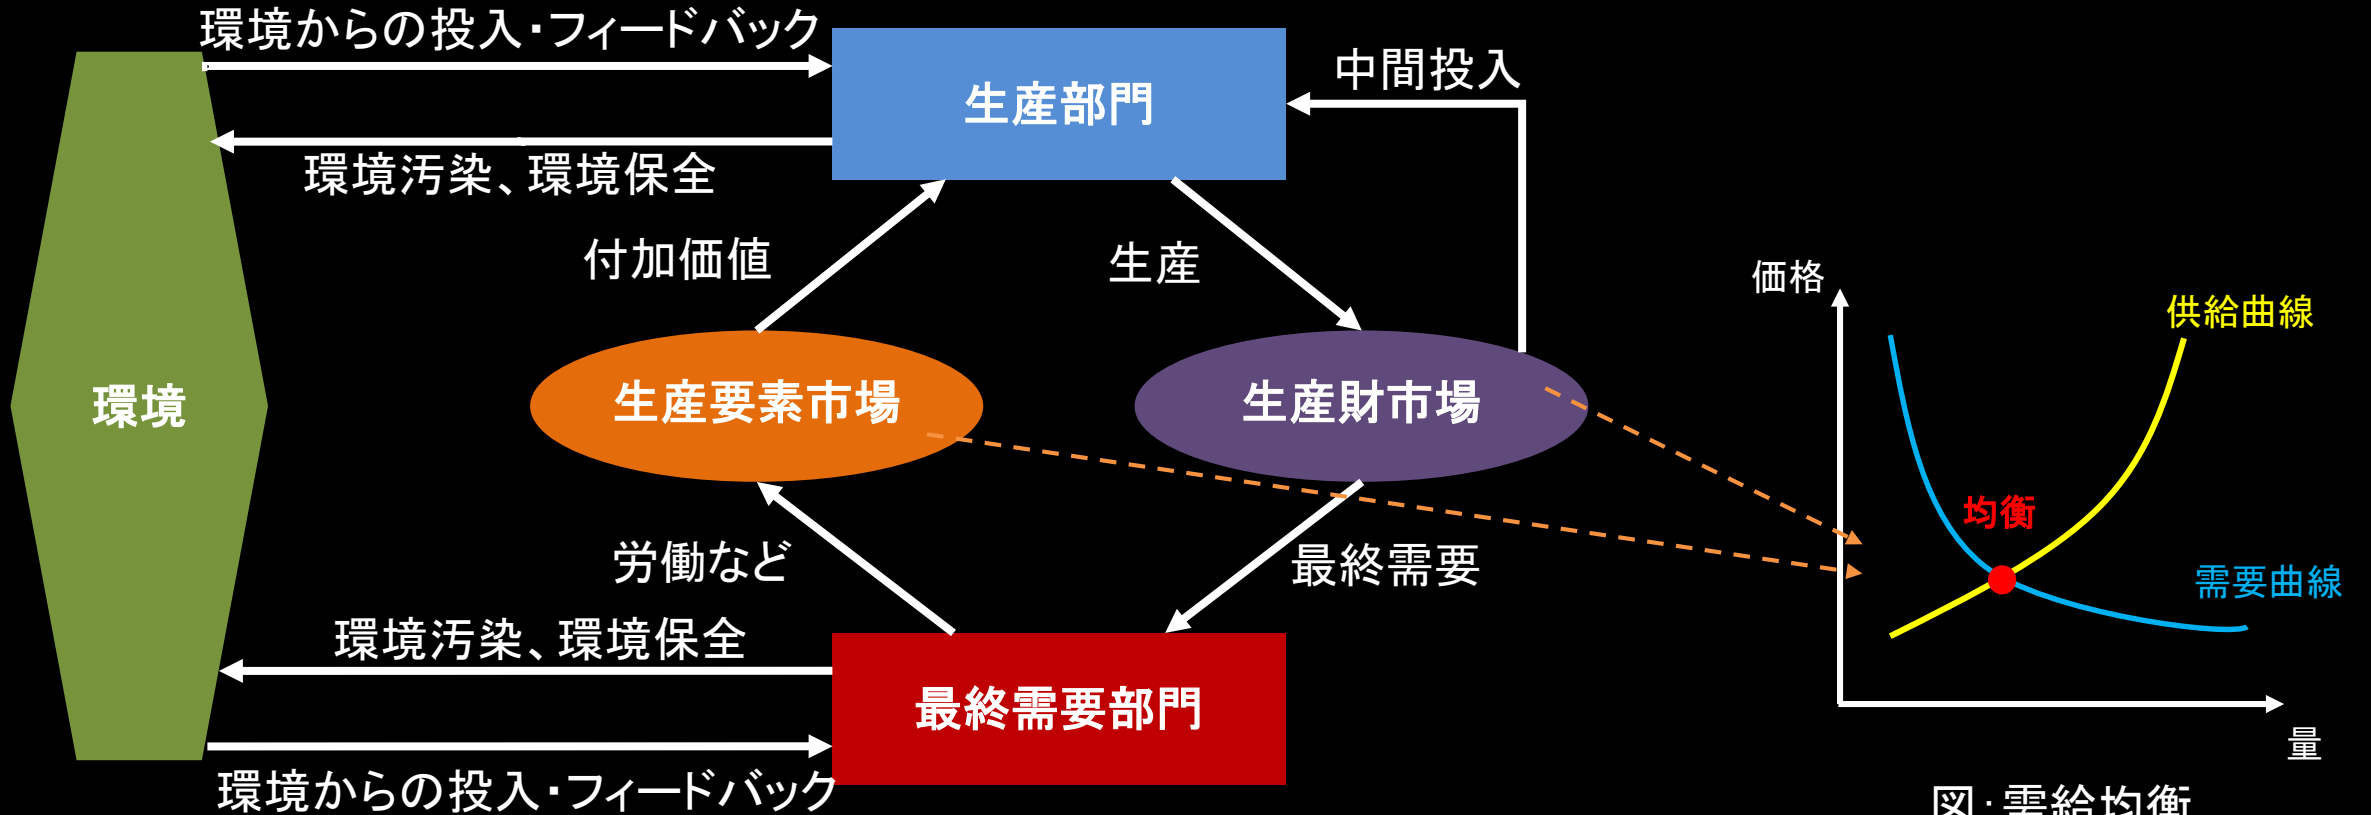 環境からの投入・フィードバック
生産部門
中間投入
環境汚染、環境保全
付加価値
生産
価格
供給曲線
環境
生産要素市場
生産財市場
均衡
労働など
最終需要
需要曲線
環境汚染、環境保全
最終需要部門
量
環境からの投入・フィードバック
図・需給均衡